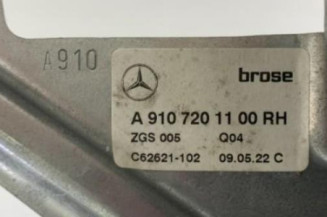 A910
brose
A 910 720 11 00 RH
ZGS 005 Q04
C62621-102 09.05.22 C